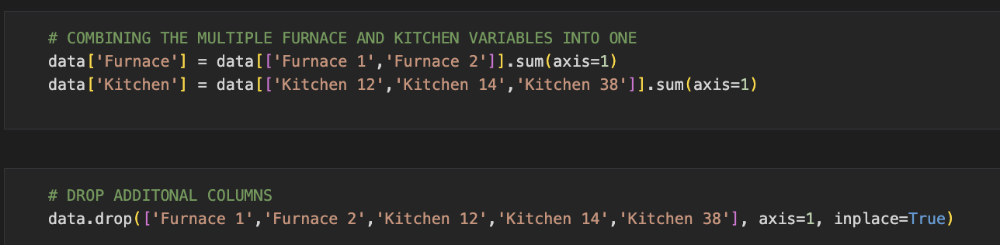 # COMBINING THE MULTIPLE FURNACE AND KITCHEN VARIABLES INTO ONE
data['Furnace'] = data[['Furnace 1','Furnace 2']].sum(axis=1)
data['Kitchen'] = data[['Kitchen 12','Kitchen 14','Kitchen 38']].sum(axis=1)
# DROP ADDITONAL COLUMNS
data.drop(['Furnace 1','Furnace 2','Kitchen 12','Kitchen 14','Kitchen 38'], axis=1, inplace=True)